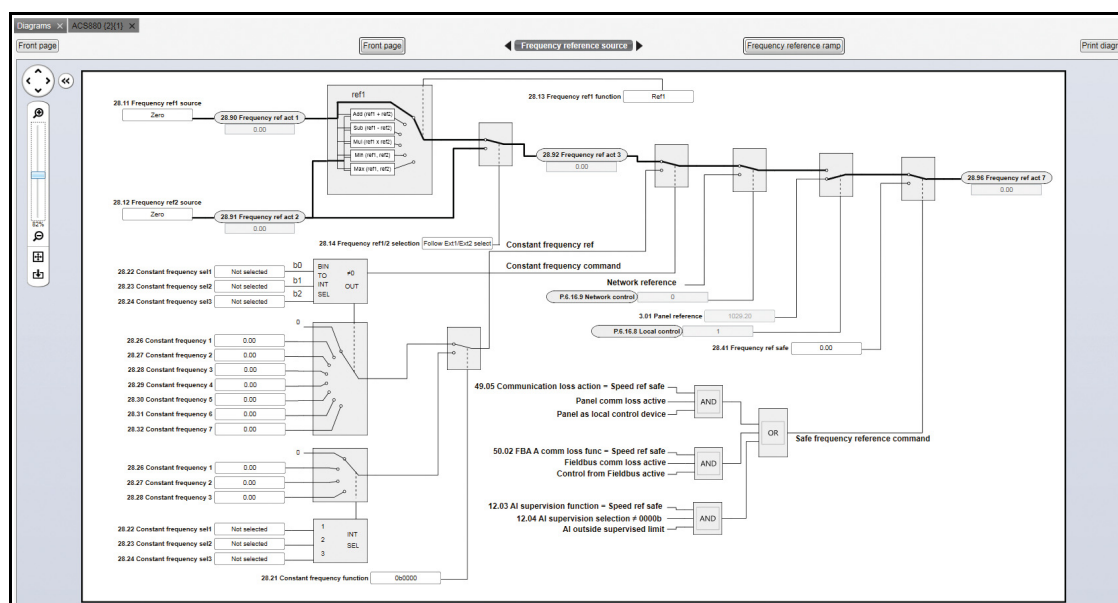 Diagrams ×
ACS880 {2}{1} ×
Front page
Front page
Frequency reference source
Frequency reference ramp
Print diagr
28.11 Frequency ref1 source
Zero
28.90 Frequency ref act 1
0.00
ref1
Add (ref1 + ref2)
Sub (ref1 - ref2)
Mul (ref1, ref2)
Min (ref1, ref2)
Max (ref1, ref2)
28.13 Frequency ref1 function
Ref1
28.92 Frequency ref act 3
0.00
28.96 Frequency ref act 7
0.00
28.12 Frequency ref2 source
Zero
28.91 Frequency ref act 2
0.00
82%
28.14 Frequency ref1/2 selection
Follow Ext1/Ext2 select
Constant frequency ref
Constant frequency command
28.22 Constant frequency sel1
Not selected
28.23 Constant frequency sel2
Not selected
28.24 Constant frequency sel3
Not selected
b0
b1
b2
BIN
TO
INT
SEL
≠0
OUT
Network reference
P.6.16.9 Network control
0
3.01 Panel reference
1029.20
P.6.16.8 Local control
1
28.41 Frequency ref safe
0.00
0
28.26 Constant frequency 1
0.00
28.27 Constant frequency 2
0.00
28.28 Constant frequency 3
0.00
28.29 Constant frequency 4
0.00
28.30 Constant frequency 5
0.00
28.31 Constant frequency 6
0.00
28.32 Constant frequency 7
0.00
49.05 Communication loss action = Speed ref safe
Panel comm loss active
Panel as local control device
AND
50.02 FBA A comm loss func = Speed ref safe
Fieldbus comm loss active
Control from Fieldbus active
AND
OR
Safe frequency reference command
12.03 AI supervision function = Speed ref safe
12.04 AI supervision selection ≠ 0000b
AI outside supervised limit
AND
0
28.26 Constant frequency 1
0.00
28.27 Constant frequency 2
0.00
28.28 Constant frequency 3
0.00
28.22 Constant frequency sel1
Not selected
28.23 Constant frequency sel2
Not selected
28.24 Constant frequency sel3
Not selected
1
2
3
INT
SEL
28.21 Constant frequency function
0b0000